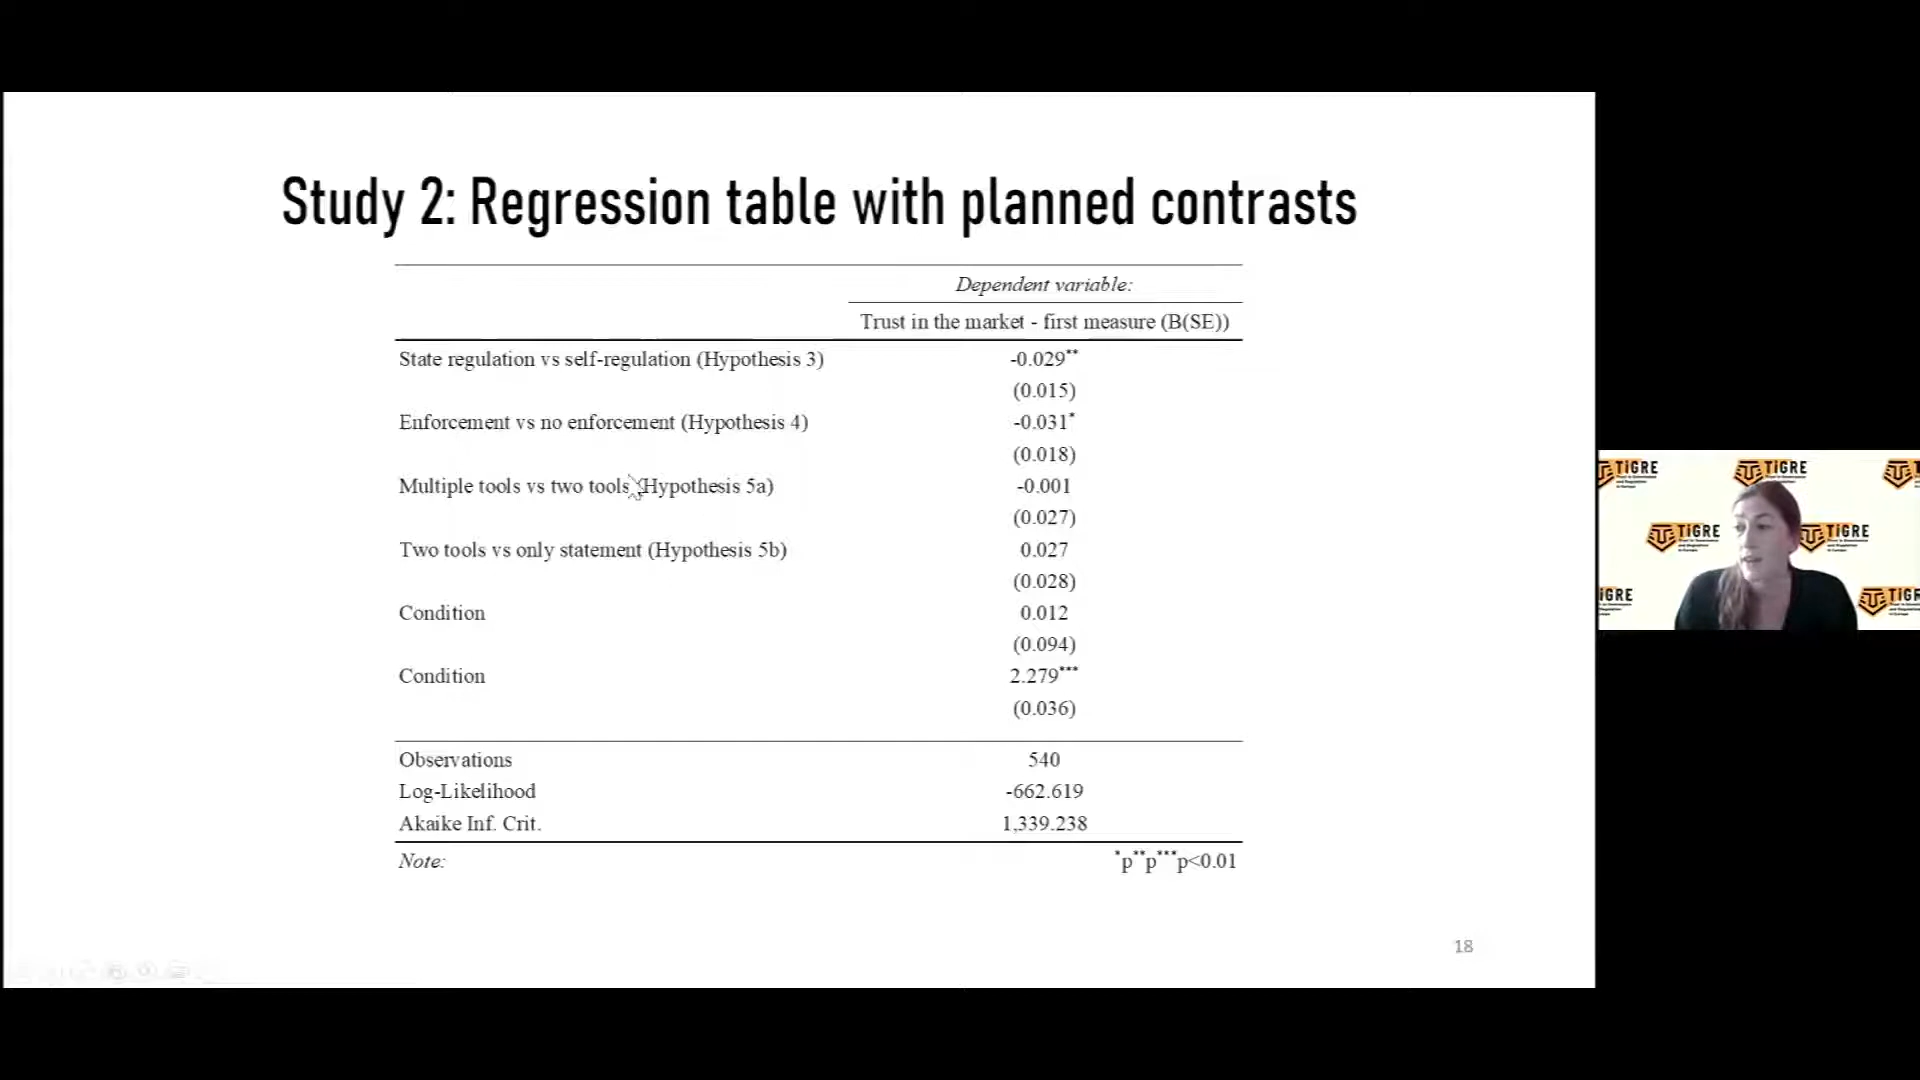 Study 2: Regression table with planned contrasts
Dependent variable:
Trust in the market - first measure (B(SE))
State regulation vs self-regulation (Hypothesis 3) -0.029**
(0.015)
Enforcement vs no enforcement (Hypothesis 4) -0.031*
(0.018)
Multiple tools vs two tools (Hypothesis 5a) -0.001
(0.027)
Two tools vs only statement (Hypothesis 5b) 0.027
(0.028)
Condition 0.012
(0.094)
Condition 2.279***
(0.036)
Observations 540
Log-Likelihood -662.619
Akaike Inf. Crit. 1,339.238
Note: *p**p***p<0.01
18
TiGRE
TiGRE
TiGRE
TiGRE
TiGRE
IGRE
TIGR